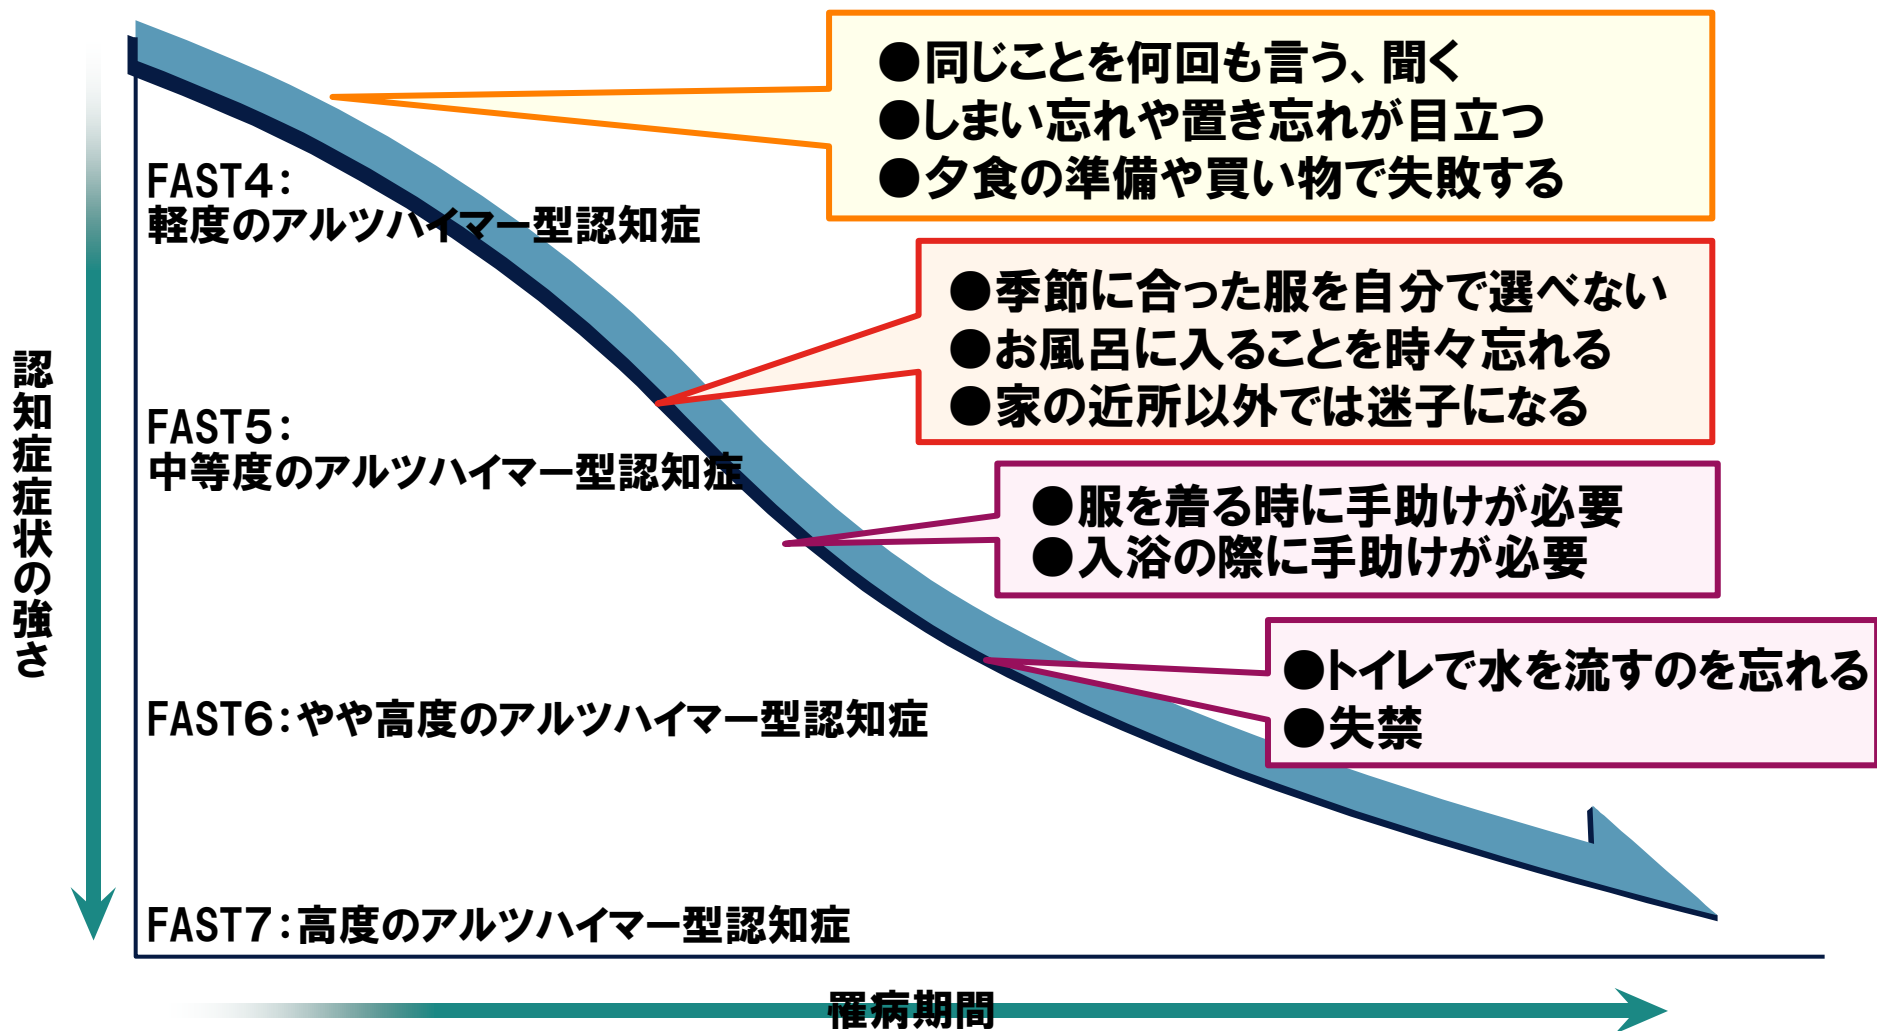 ●同じことを何回も言う、聞く
●しまい忘れや置き忘れが目立つ
●夕食の準備や買い物で失敗する
FAST4：
軽度のアルツハイマー型認知症
●季節に合った服を自分で選べない
●お風呂に入ることを時々忘れる
●家の近所以外では迷子になる
FAST5：
中等度のアルツハイマー型認知症
●服を着る時に手助けが必要
●入浴の際に手助けが必要
認知症症状の強さ
●トイレで水を流すのを忘れる
●失禁
FAST6：やや高度のアルツハイマー型認知症
FAST7：高度のアルツハイマー型認知症
罹病期間